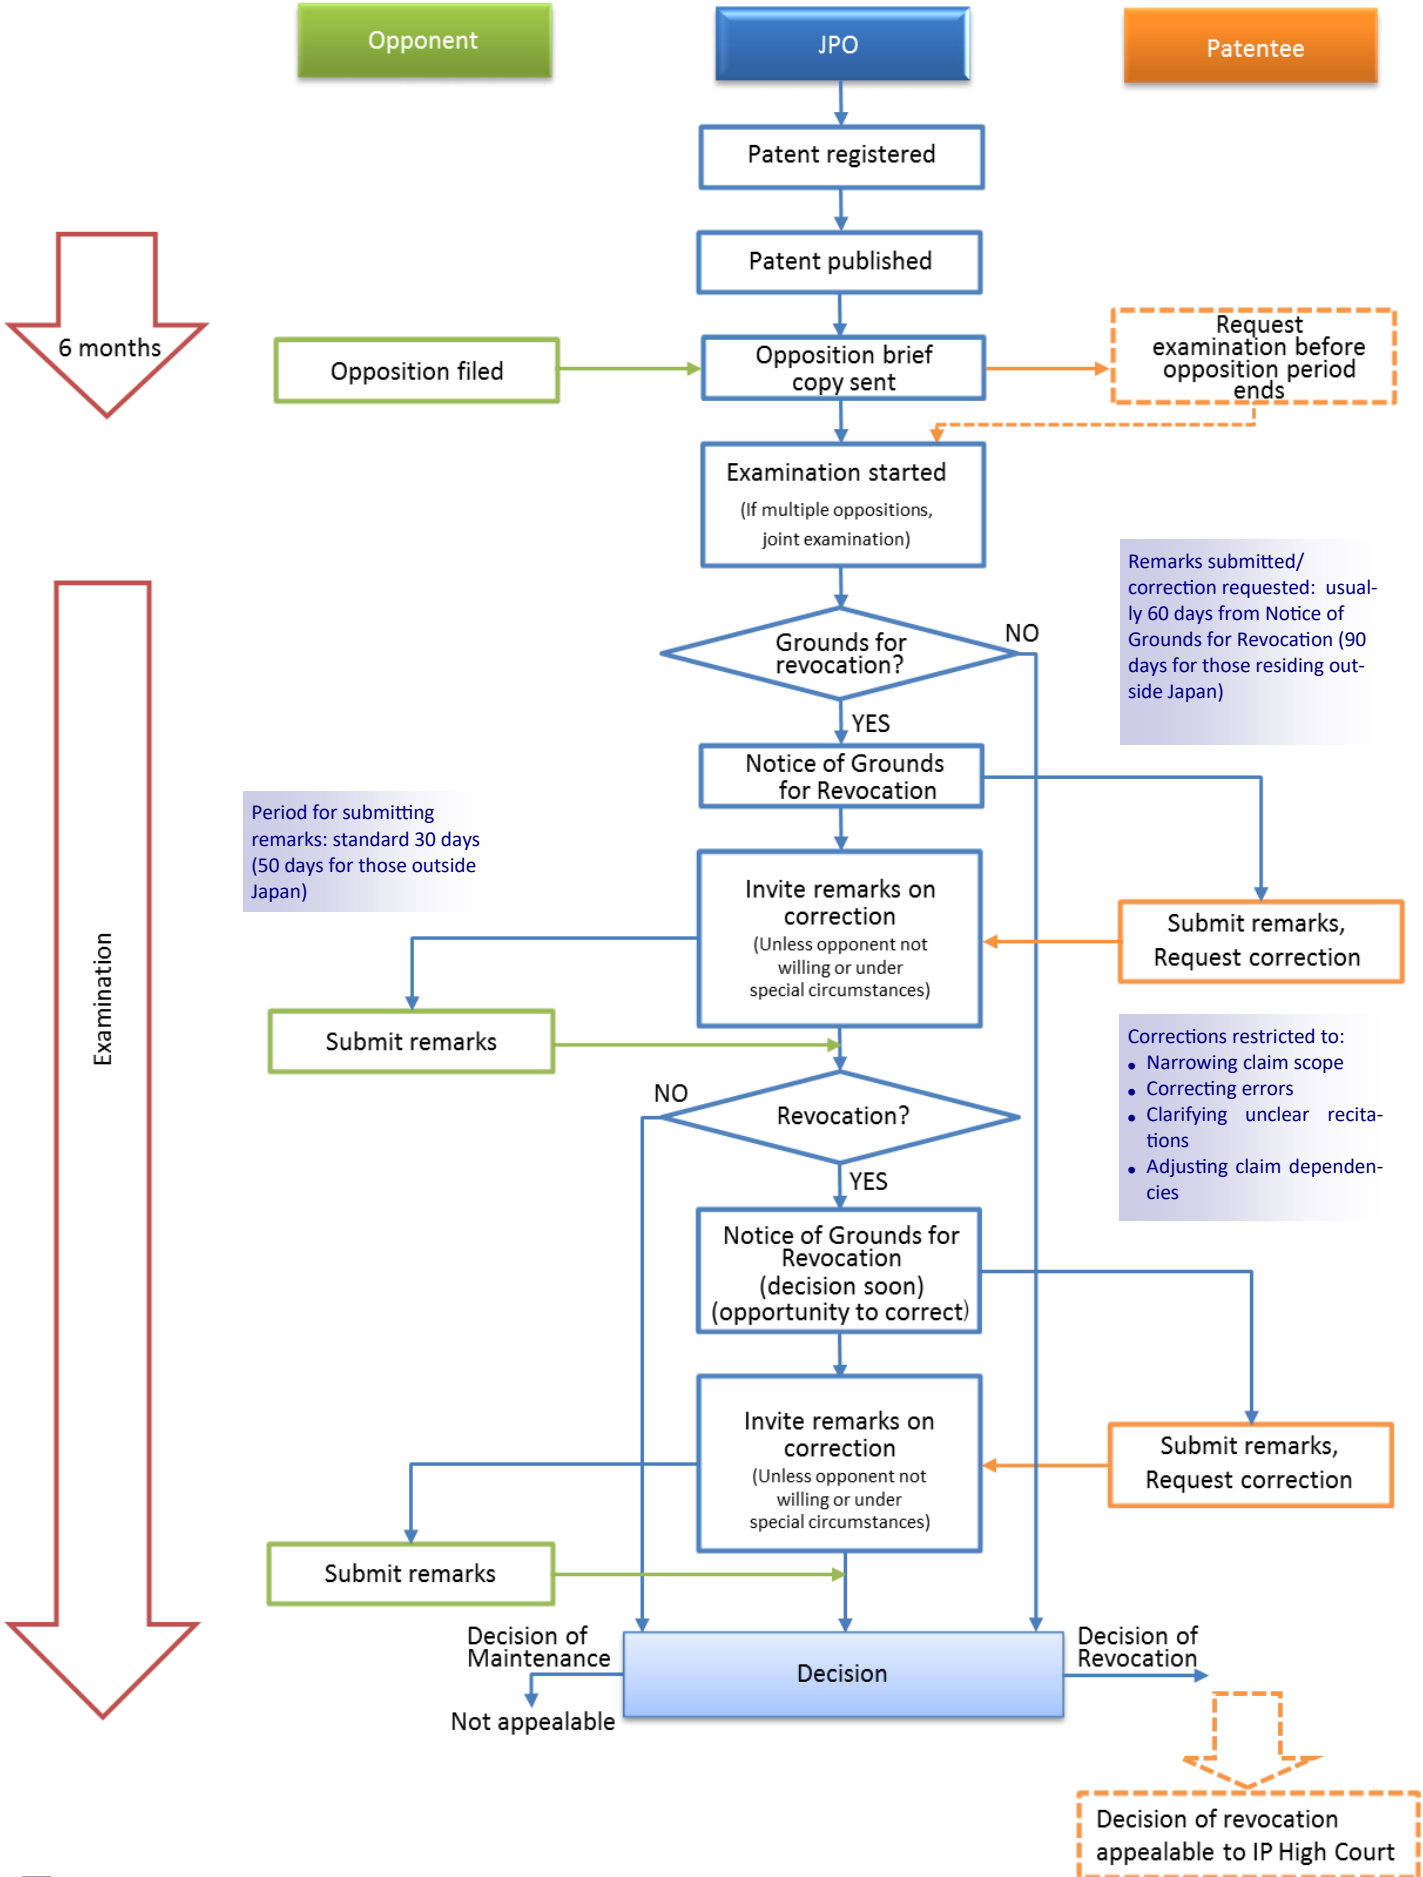 Opponent
JPO
Patentee
Patent registered
Patent published
6 months
Opposition filed
Opposition brief
copy sent
Request
examination before
opposition period
ends
Examination started
(If multiple oppositions,
joint examination)
Remarks submitted/
correction requested: usual-
ly 60 days from Notice of
Grounds for Revocation (90
days for those residing out-
side Japan)
Grounds for
revocation?
NO
YES
Notice of Grounds
for Revocation
Period for submitting
remarks: standard 30 days
(50 days for those outside
Japan)
Invite remarks on
correction
(Unless opponent not
willing or under
special circumstances)
Submit remarks,
Request correction
Examination
Submit remarks
Corrections restricted to:
• Narrowing claim scope
• Correcting errors
• Clarifying unclear recita-
tions
• Adjusting claim dependen-
cies
NO
Revocation?
YES
Notice of Grounds for
Revocation
(decision soon)
(opportunity to correct)
Invite remarks on
correction
(Unless opponent not
willing or under
special circumstances)
Submit remarks,
Request correction
Submit remarks
Decision of
Maintenance
Decision
Decision of
Revocation
Not appealable
Decision of revocation
appealable to IP High Court